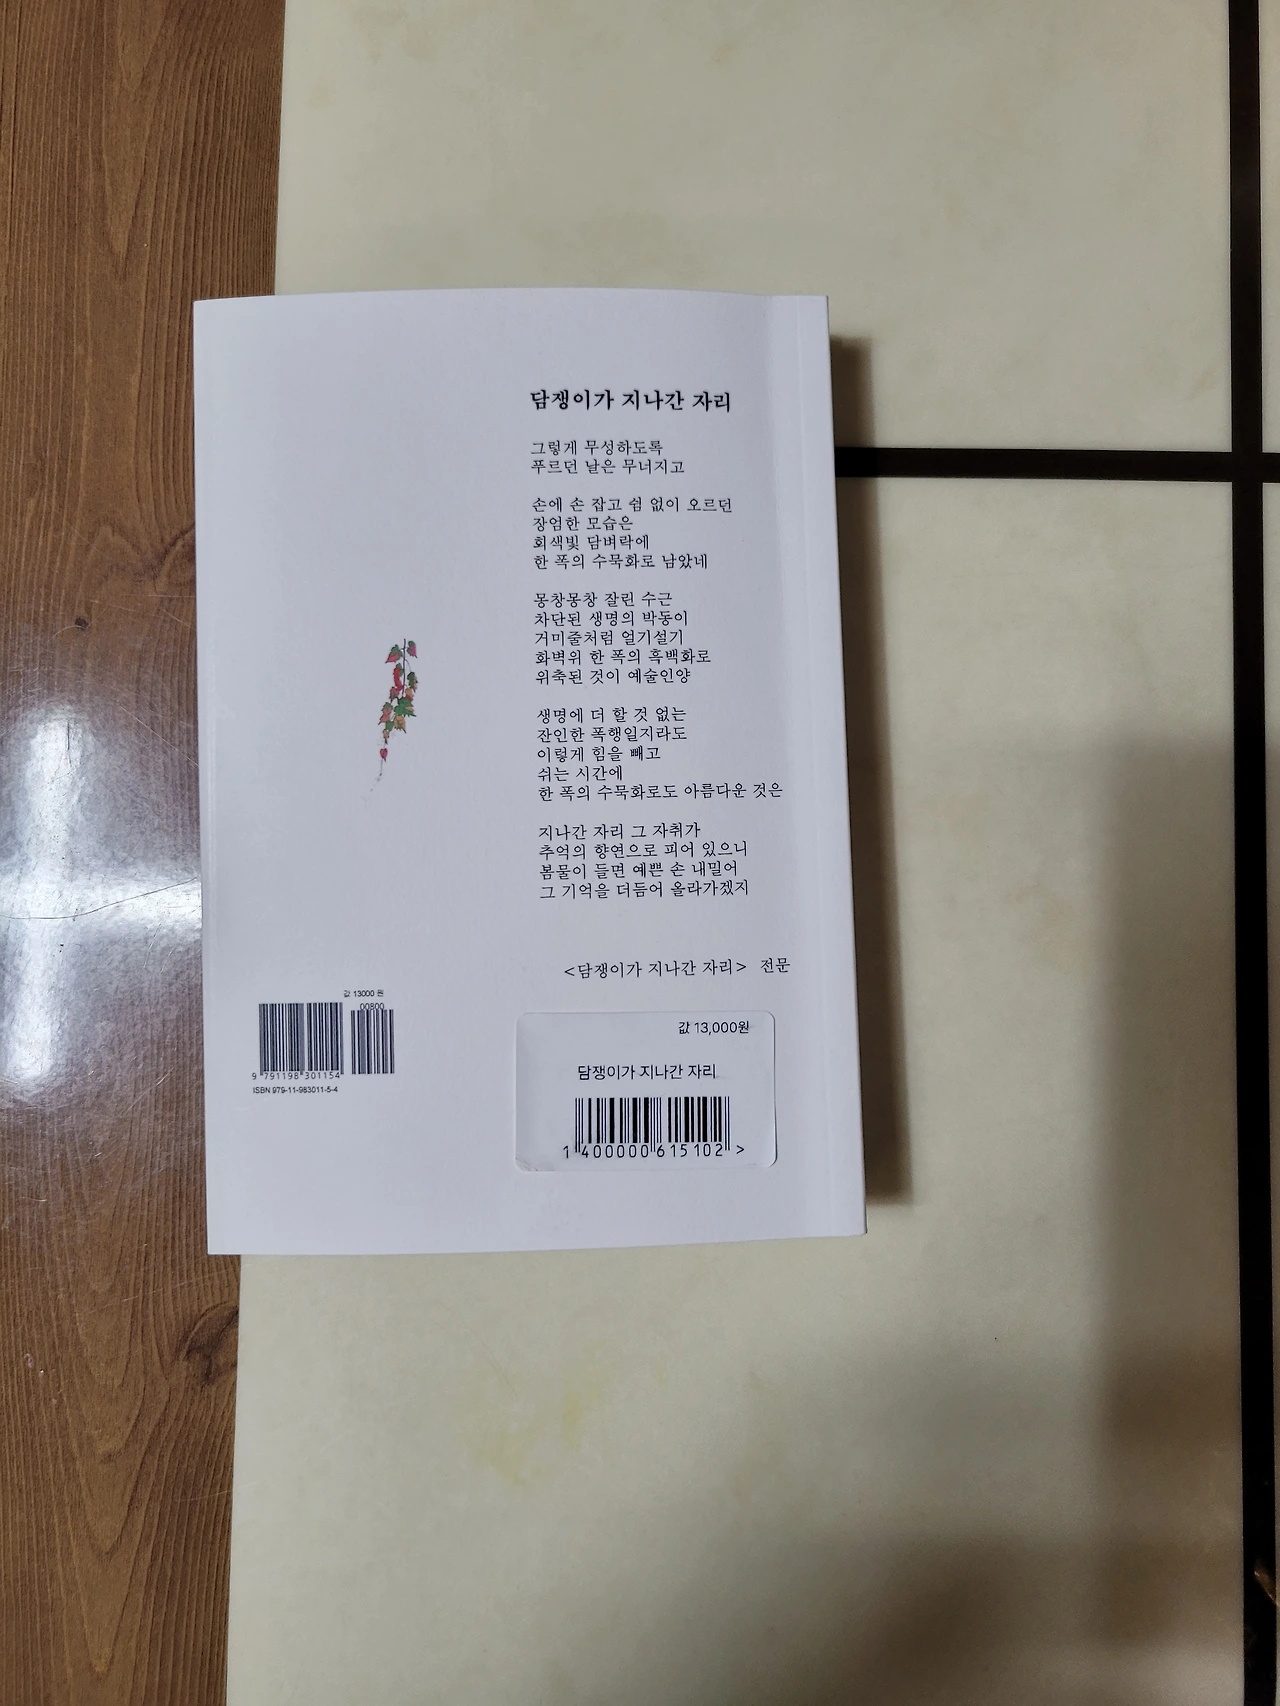 담쟁이가 지나간 자리
그렇게 무성하도록
푸르던 날은 무너지고
손에 손 잡고 쉼 없이 오르던
장엄한 모습은
회색빛 담벼락에
한 폭의 수묵화로 남았네
몽창몽창 잘린 수근
차단된 생명의 박동이
거미줄처럼 얼기설기
화벽위 한 폭의 흑백화로
위축된 것이 예술인양
생명에 더 할 것 없는
잔인한 폭행일지라도
이렇게 힘을 빼고
쉬는 시간에
한 폭의 수묵화로도 아름다운 것은
지나간 자리 그 자취가
추억의 향연으로 피어 있으니
봄물이 들면 예쁜 손 내밀어
그 기억을 더듬어 올라가겠지
<담쟁이가 지나간 자리> 전문
값 13000 원
00800
9 791198 301154
ISBN 979-11-983011-5-4
값 13,000원
담쟁이가 지나간 자리
1 400000 615102 >